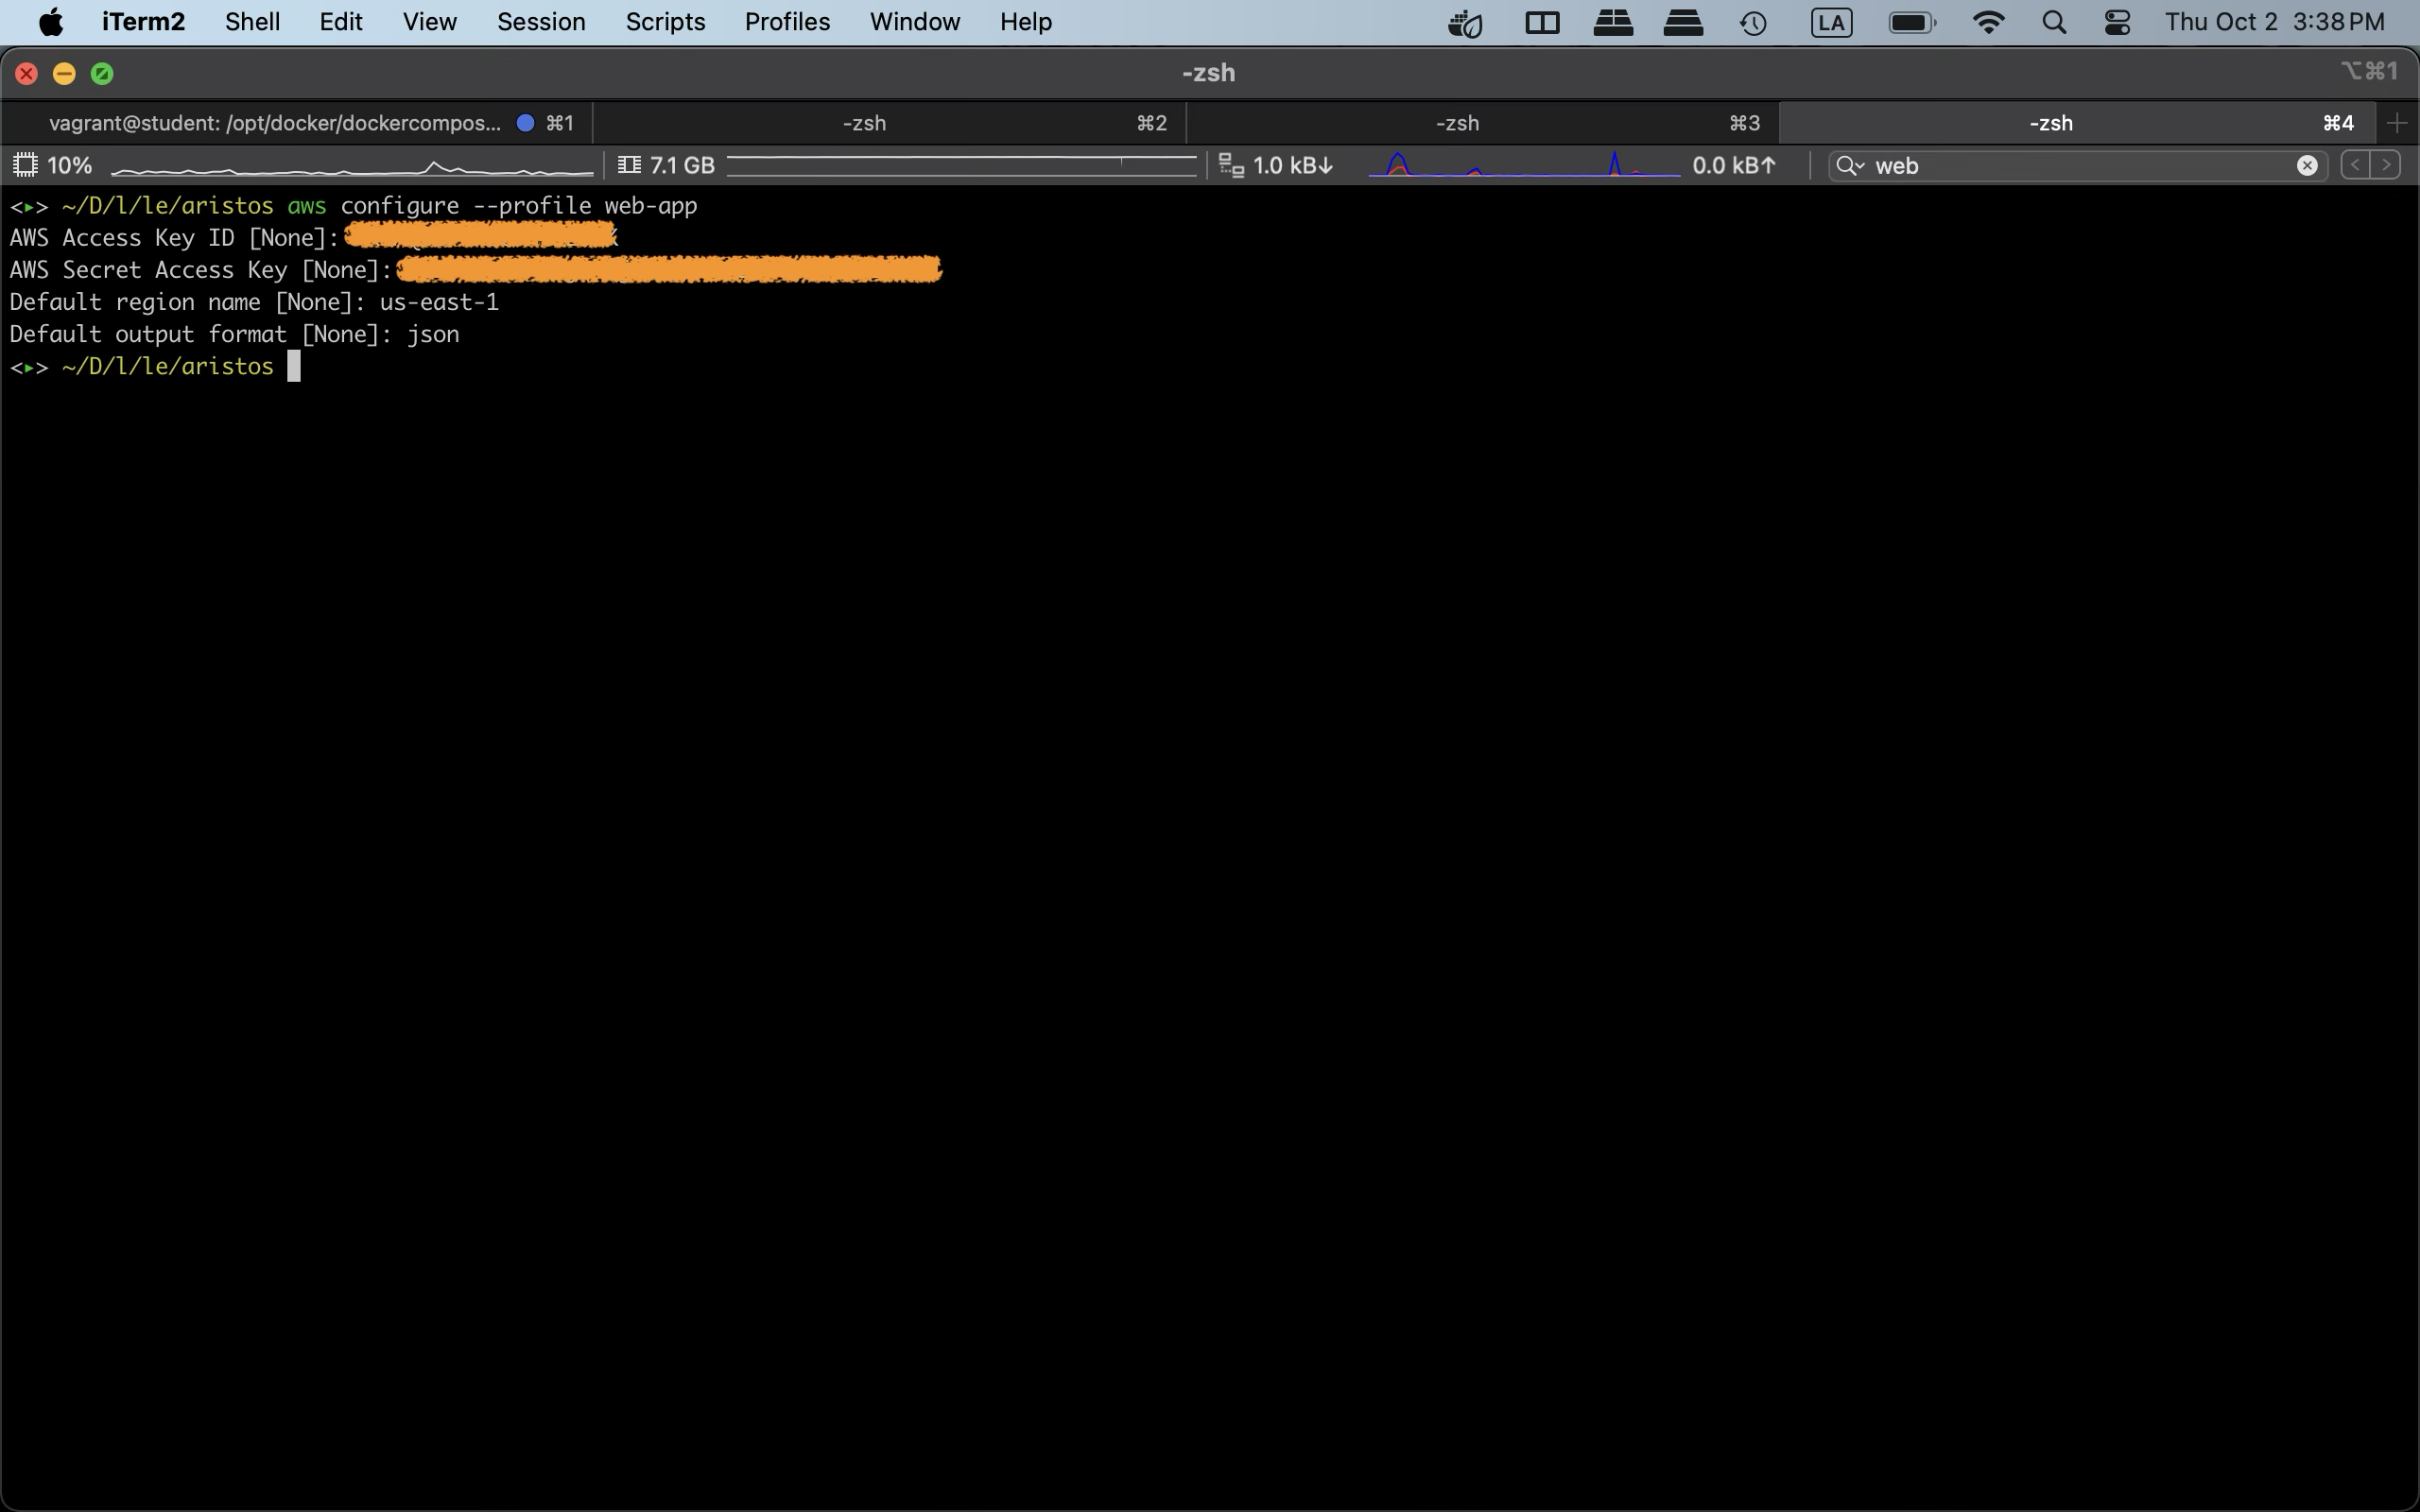 iTerm2 Shell Edit View Session Scripts Profiles Window Help LA Thu Oct 2 3:38 PM
-zsh ⌥⌘1
vagrant@student: /opt/docker/dockercompos... ⌘1 -zsh ⌘2 -zsh ⌘3 -zsh ⌘4
10% 7.1 GB 1.0 kB↓ 0.0 kB↑ web
<▸> ~/D/l/le/aristos aws configure --profile web-app
AWS Access Key ID [None]:
AWS Secret Access Key [None]:
Default region name [None]: us-east-1
Default output format [None]: json
<▸> ~/D/l/le/aristos